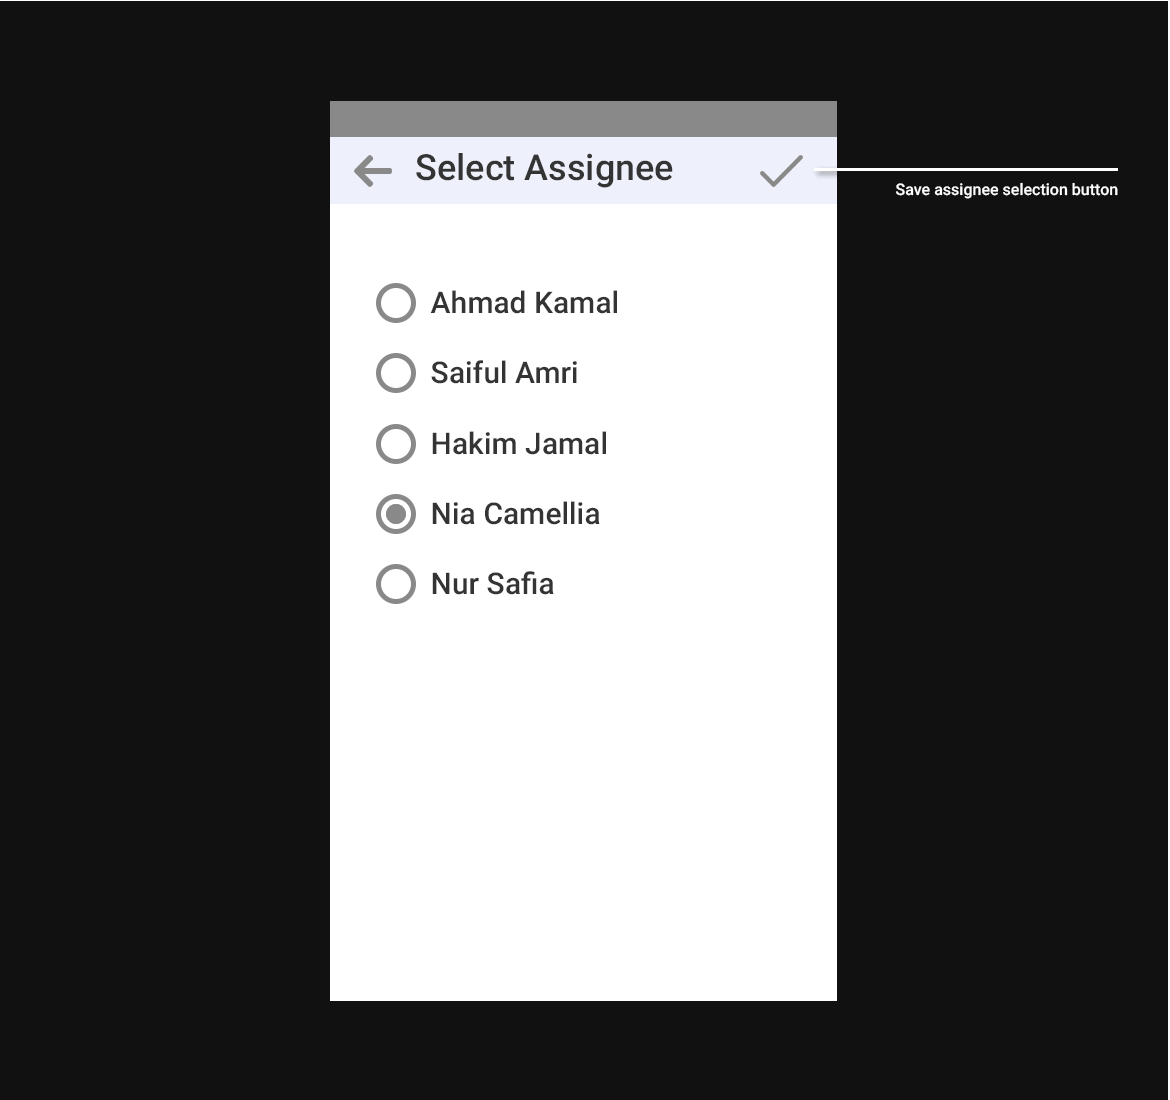 Select Assignee
Save assignee selection button
Ahmad Kamal
Saiful Amri
Hakim Jamal
Nia Camellia
Nur Safia